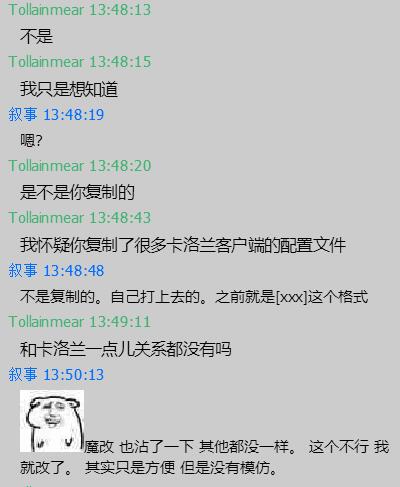 Tollainmear 13:48:13
不是
Tollainmear 13:48:15
我只是想知道
叙事 13:48:19
嗯?
Tollainmear 13:48:20
是不是你复制的
Tollainmear 13:48:43
我怀疑你复制了很多卡洛兰客户端的配置文件
叙事 13:48:48
不是复制的。自己打上去的。之前就是[xxx]这个格式
Tollainmear 13:49:11
和卡洛兰一点儿关系都没有吗
叙事 13:50:13
魔改 也沾了一下 其他都没一样。 这个不行 我
就改了。 其实只是方便 但是没有模仿。